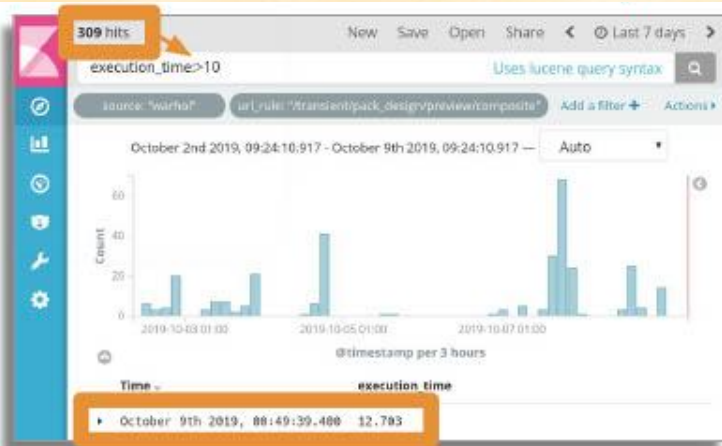 309 hits
New Save Open Share Last 7 days
execution_time:>10
Uses lucene query syntax
source: "warhol" url_rule: "/transient/pack_design/preview/composite" Add a filter + Actions
October 2nd 2019, 09:24:10.917 - October 9th 2019, 09:24:10.917 — Auto
Count
60
40
20
0
2019-10-03 01:00 2019-10-05 01:00 2019-10-07 01:00
@timestamp per 3 hours
Time execution_time
October 9th 2019, 00:49:39.400 12.703